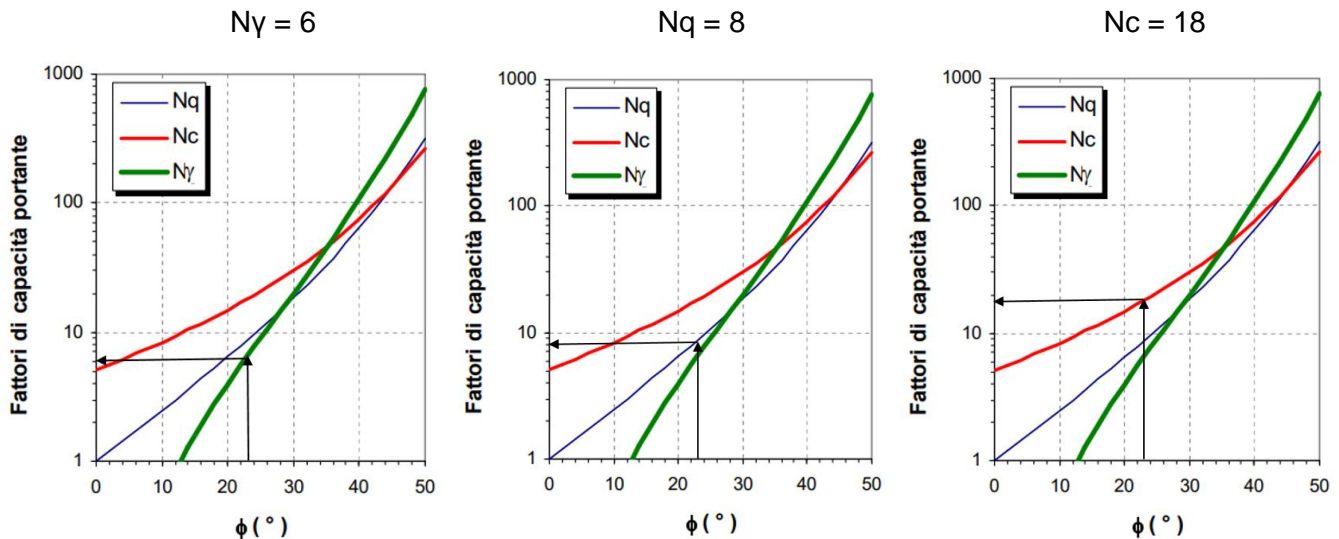 Nγ = 6
Nq = 8
Nc = 18
Fattori di capacità portante
1000
100
10
1
Nq
Nc
Nγ
0 10 20 30 40 50
ϕ ( ° )
Fattori di capacità portante
1000
100
10
1
Nq
Nc
Nγ
0 10 20 30 40 50
ϕ ( ° )
Fattori di capacità portante
1000
100
10
1
Nq
Nc
Nγ
0 10 20 30 40 50
ϕ ( ° )